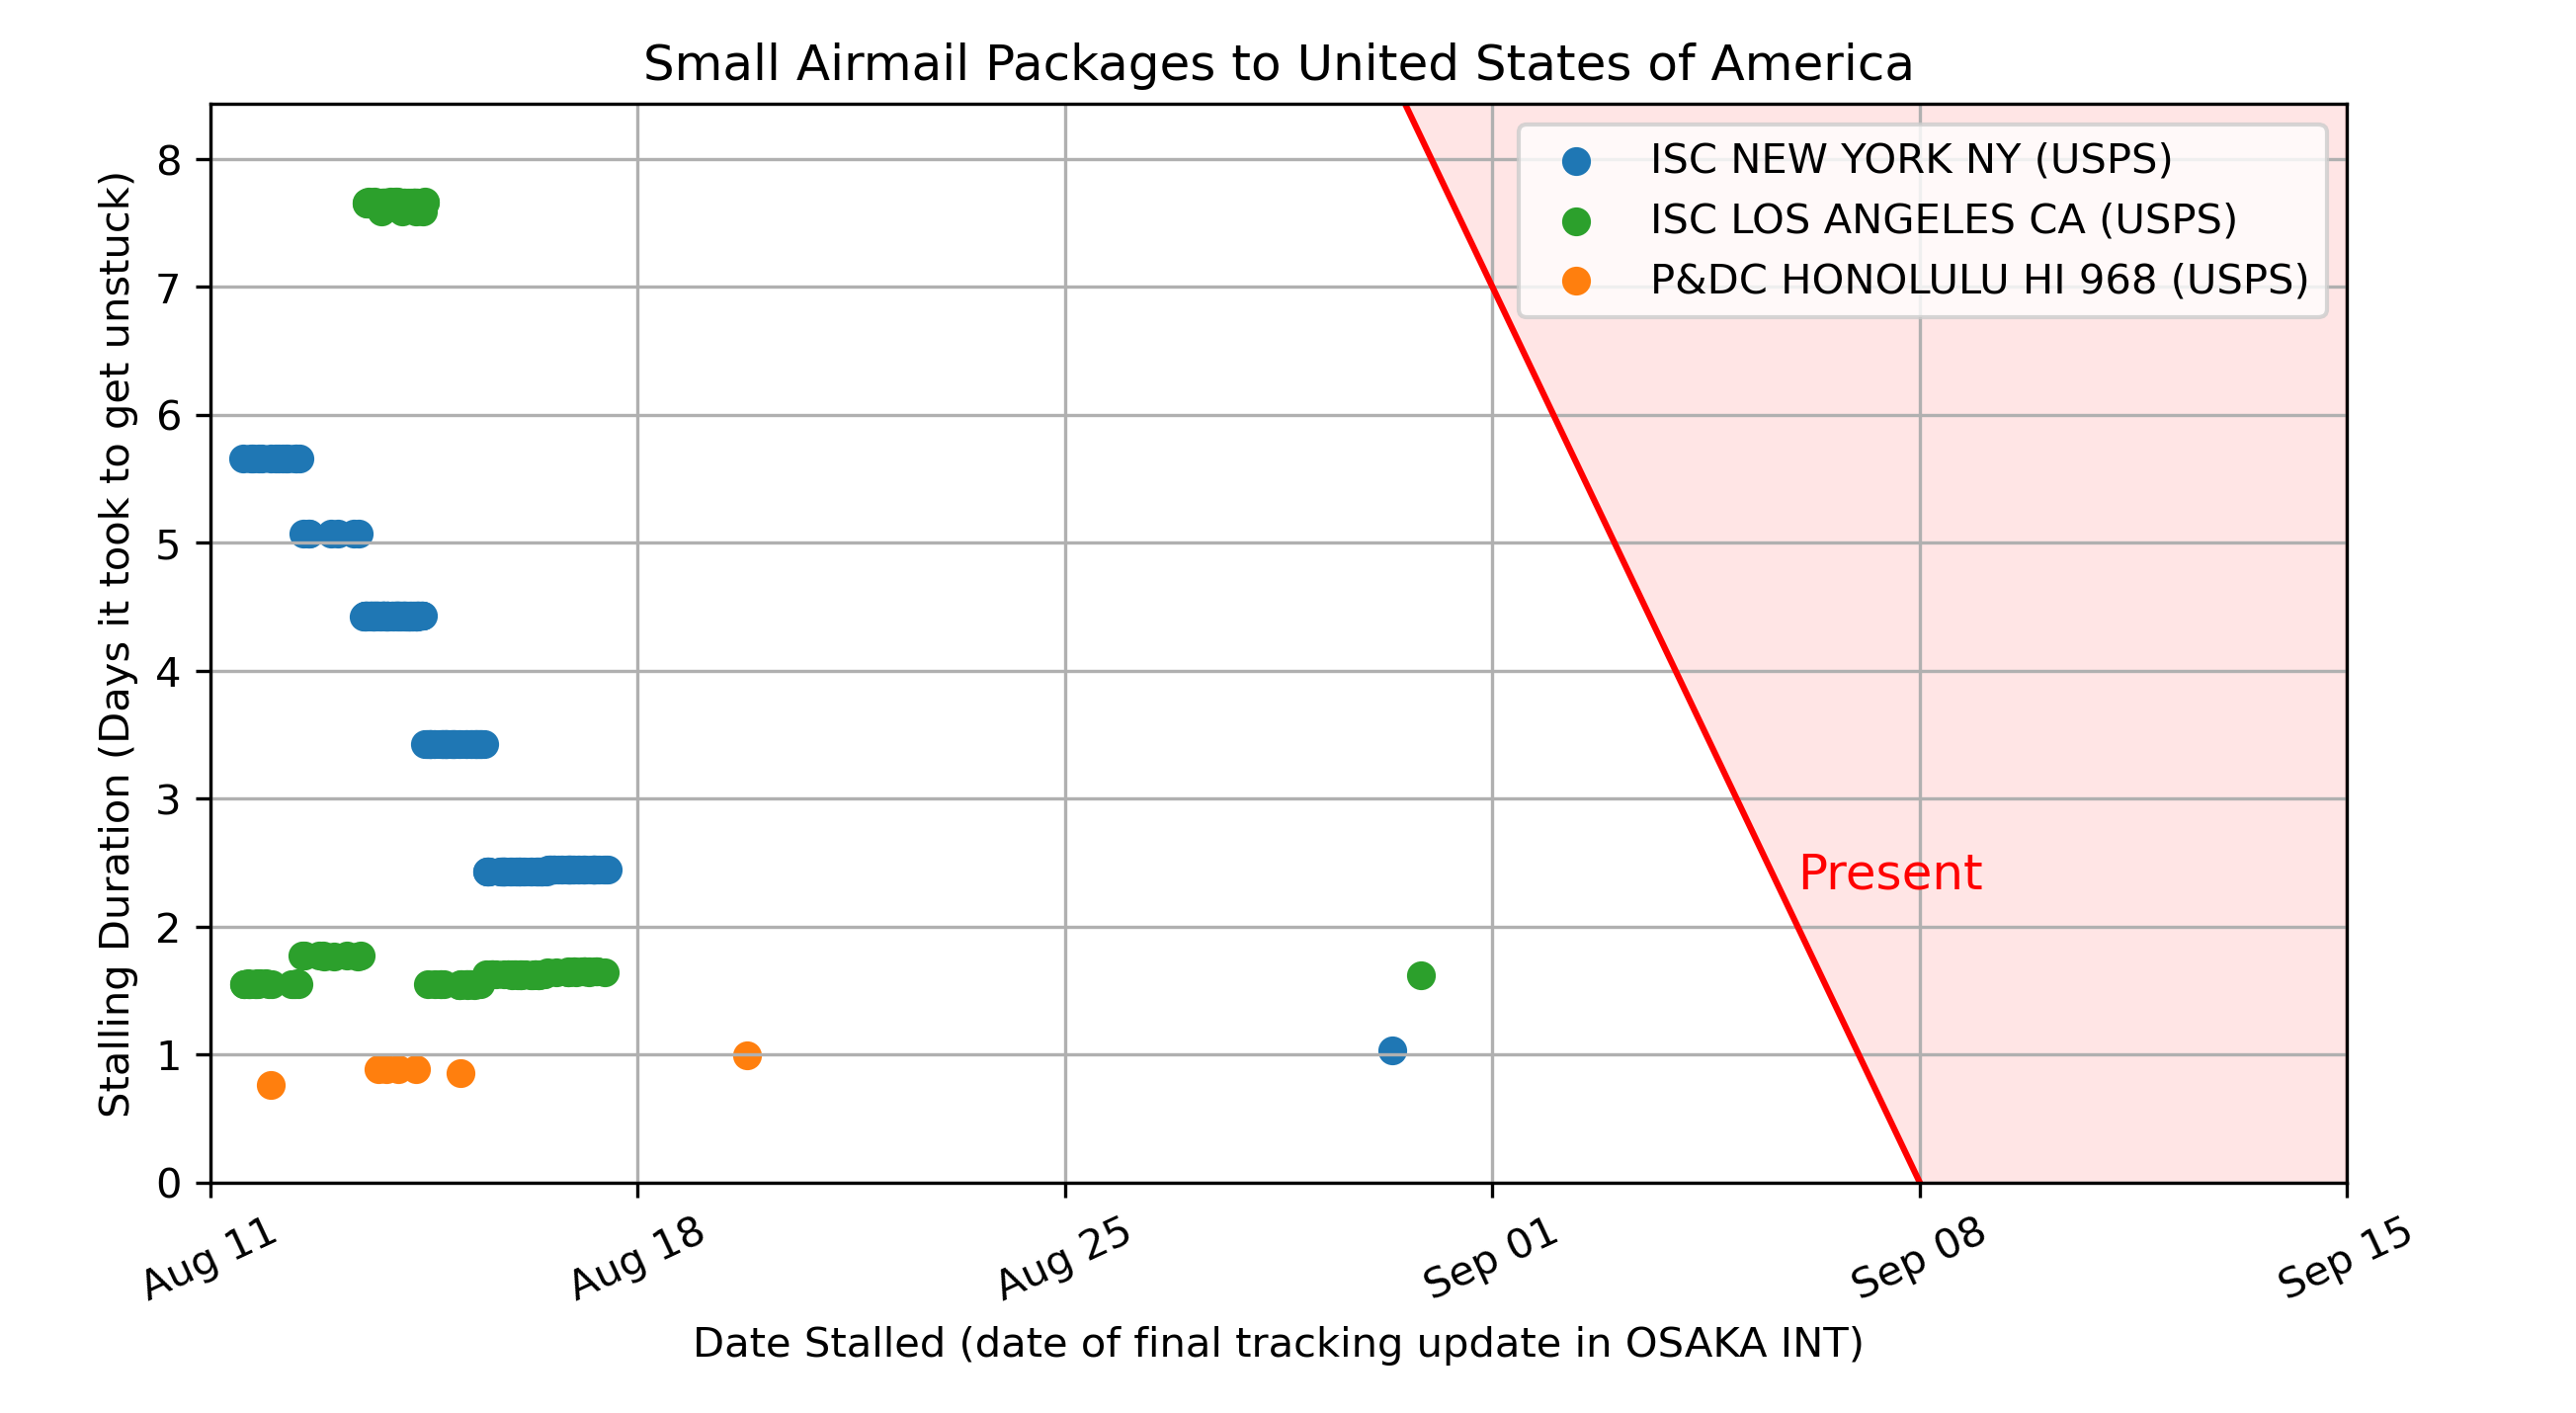 Small Airmail Packages to United States of America
Stalling Duration (Days it took to get unstuck)
8
7
6
5
4
3
2
1
0
ISC NEW YORK NY (USPS)
ISC LOS ANGELES CA (USPS)
P&DC HONOLULU HI 968 (USPS)
Present
Aug 11
Aug 18
Aug 25
Sep 01
Sep 08
Sep 15
Date Stalled (date of final tracking update in OSAKA INT)